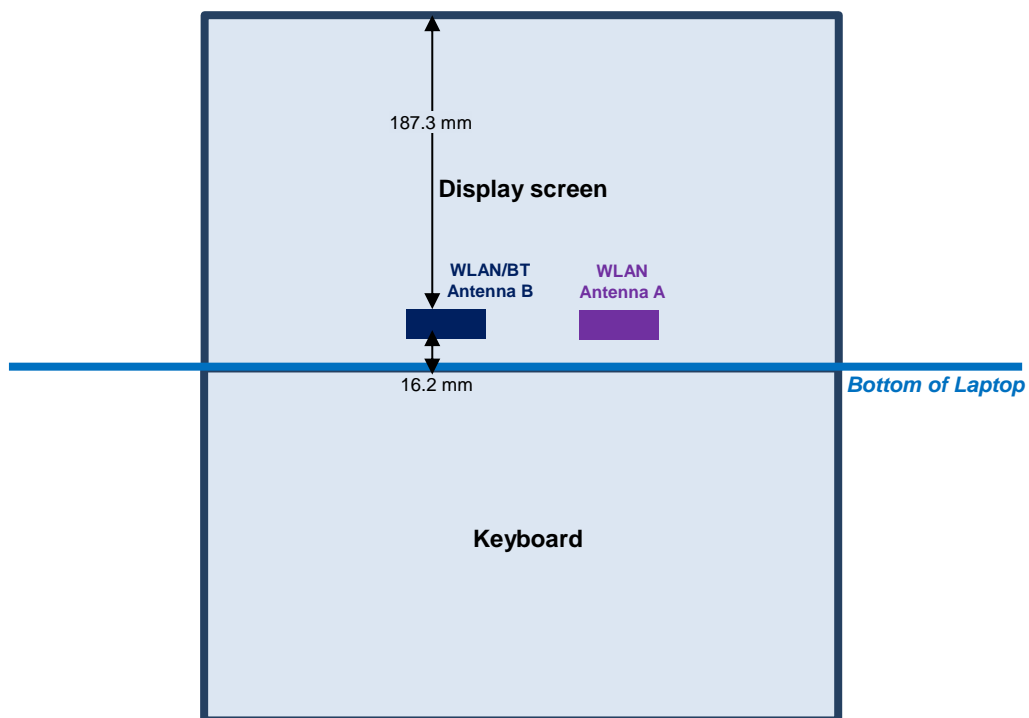 187.3 mm
Display screen
WLAN/BT
Antenna B
WLAN
Antenna A
16.2 mm
Bottom of Laptop
Keyboard